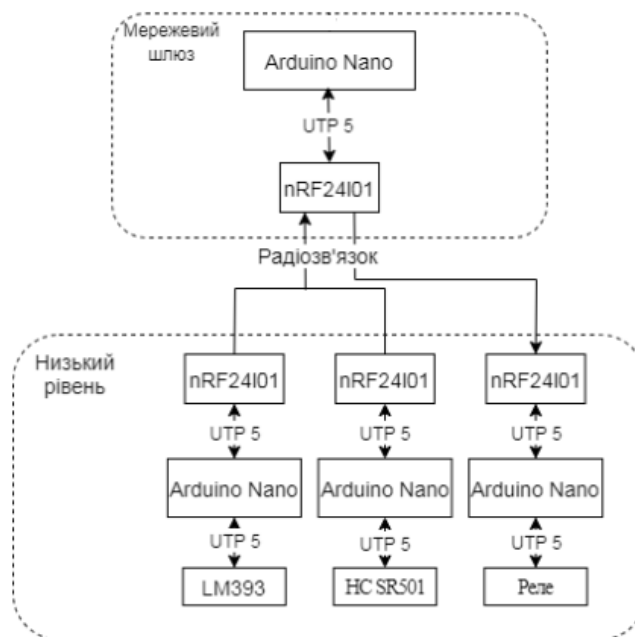 Мережевий
шлюз
Arduino Nano
UTP 5
nRF24l01
Радіозв'язок
Низький
рівень
nRF24l01
nRF24l01
nRF24l01
UTP 5
UTP 5
UTP 5
Arduino Nano
Arduino Nano
Arduino Nano
UTP 5
UTP 5
UTP 5
LM393
HC SR501
Реле